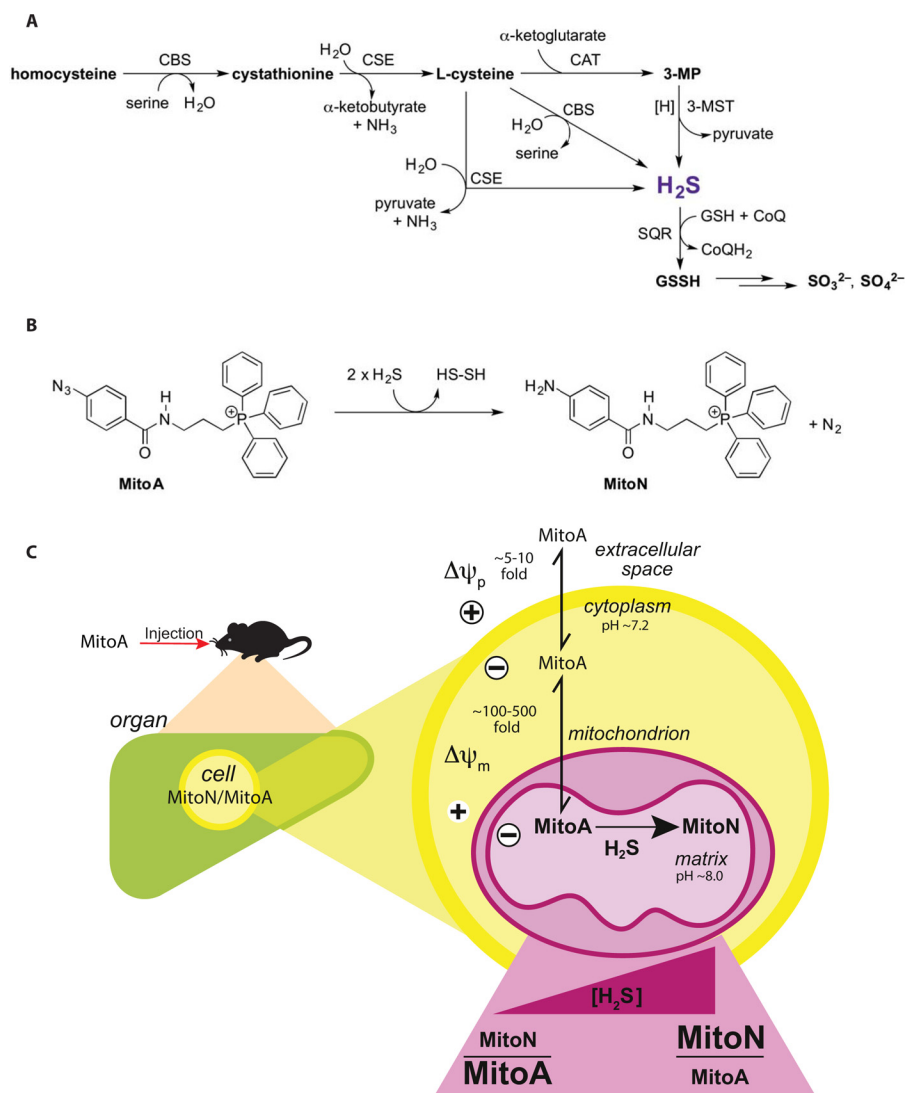 A
α-ketoglutarate
H₂O
CBS
CSE
CAT
homocysteine
cystathionine
L-cysteine
3-MP
serine
H₂O
α-ketobutyrate
+ NH₃
H₂O
CBS
serine
[H]
3-MST
pyruvate
H₂O
CSE
H₂S
pyruvate
+ NH₃
GSH + CoQ
SQR
CoQH₂
GSSH
SO₃²⁻, SO₄²⁻
B
N₃
H
N
O
P
+
MitoA
2 x H₂S
HS-SH
H₂N
H
N
O
P
+
+ N₂
MitoN
C
MitoA
extracellular
space
Δψp
~5-10
fold
+
cytoplasm
pH ~7.2
MitoA
Injection
−
MitoA
organ
~100-500
fold
mitochondrion
Δψm
cell
MitoN/MitoA
+
−
MitoA
MitoN
H₂S
matrix
pH ~8.0
[H₂S]
MitoN
MitoA
MitoN
MitoA